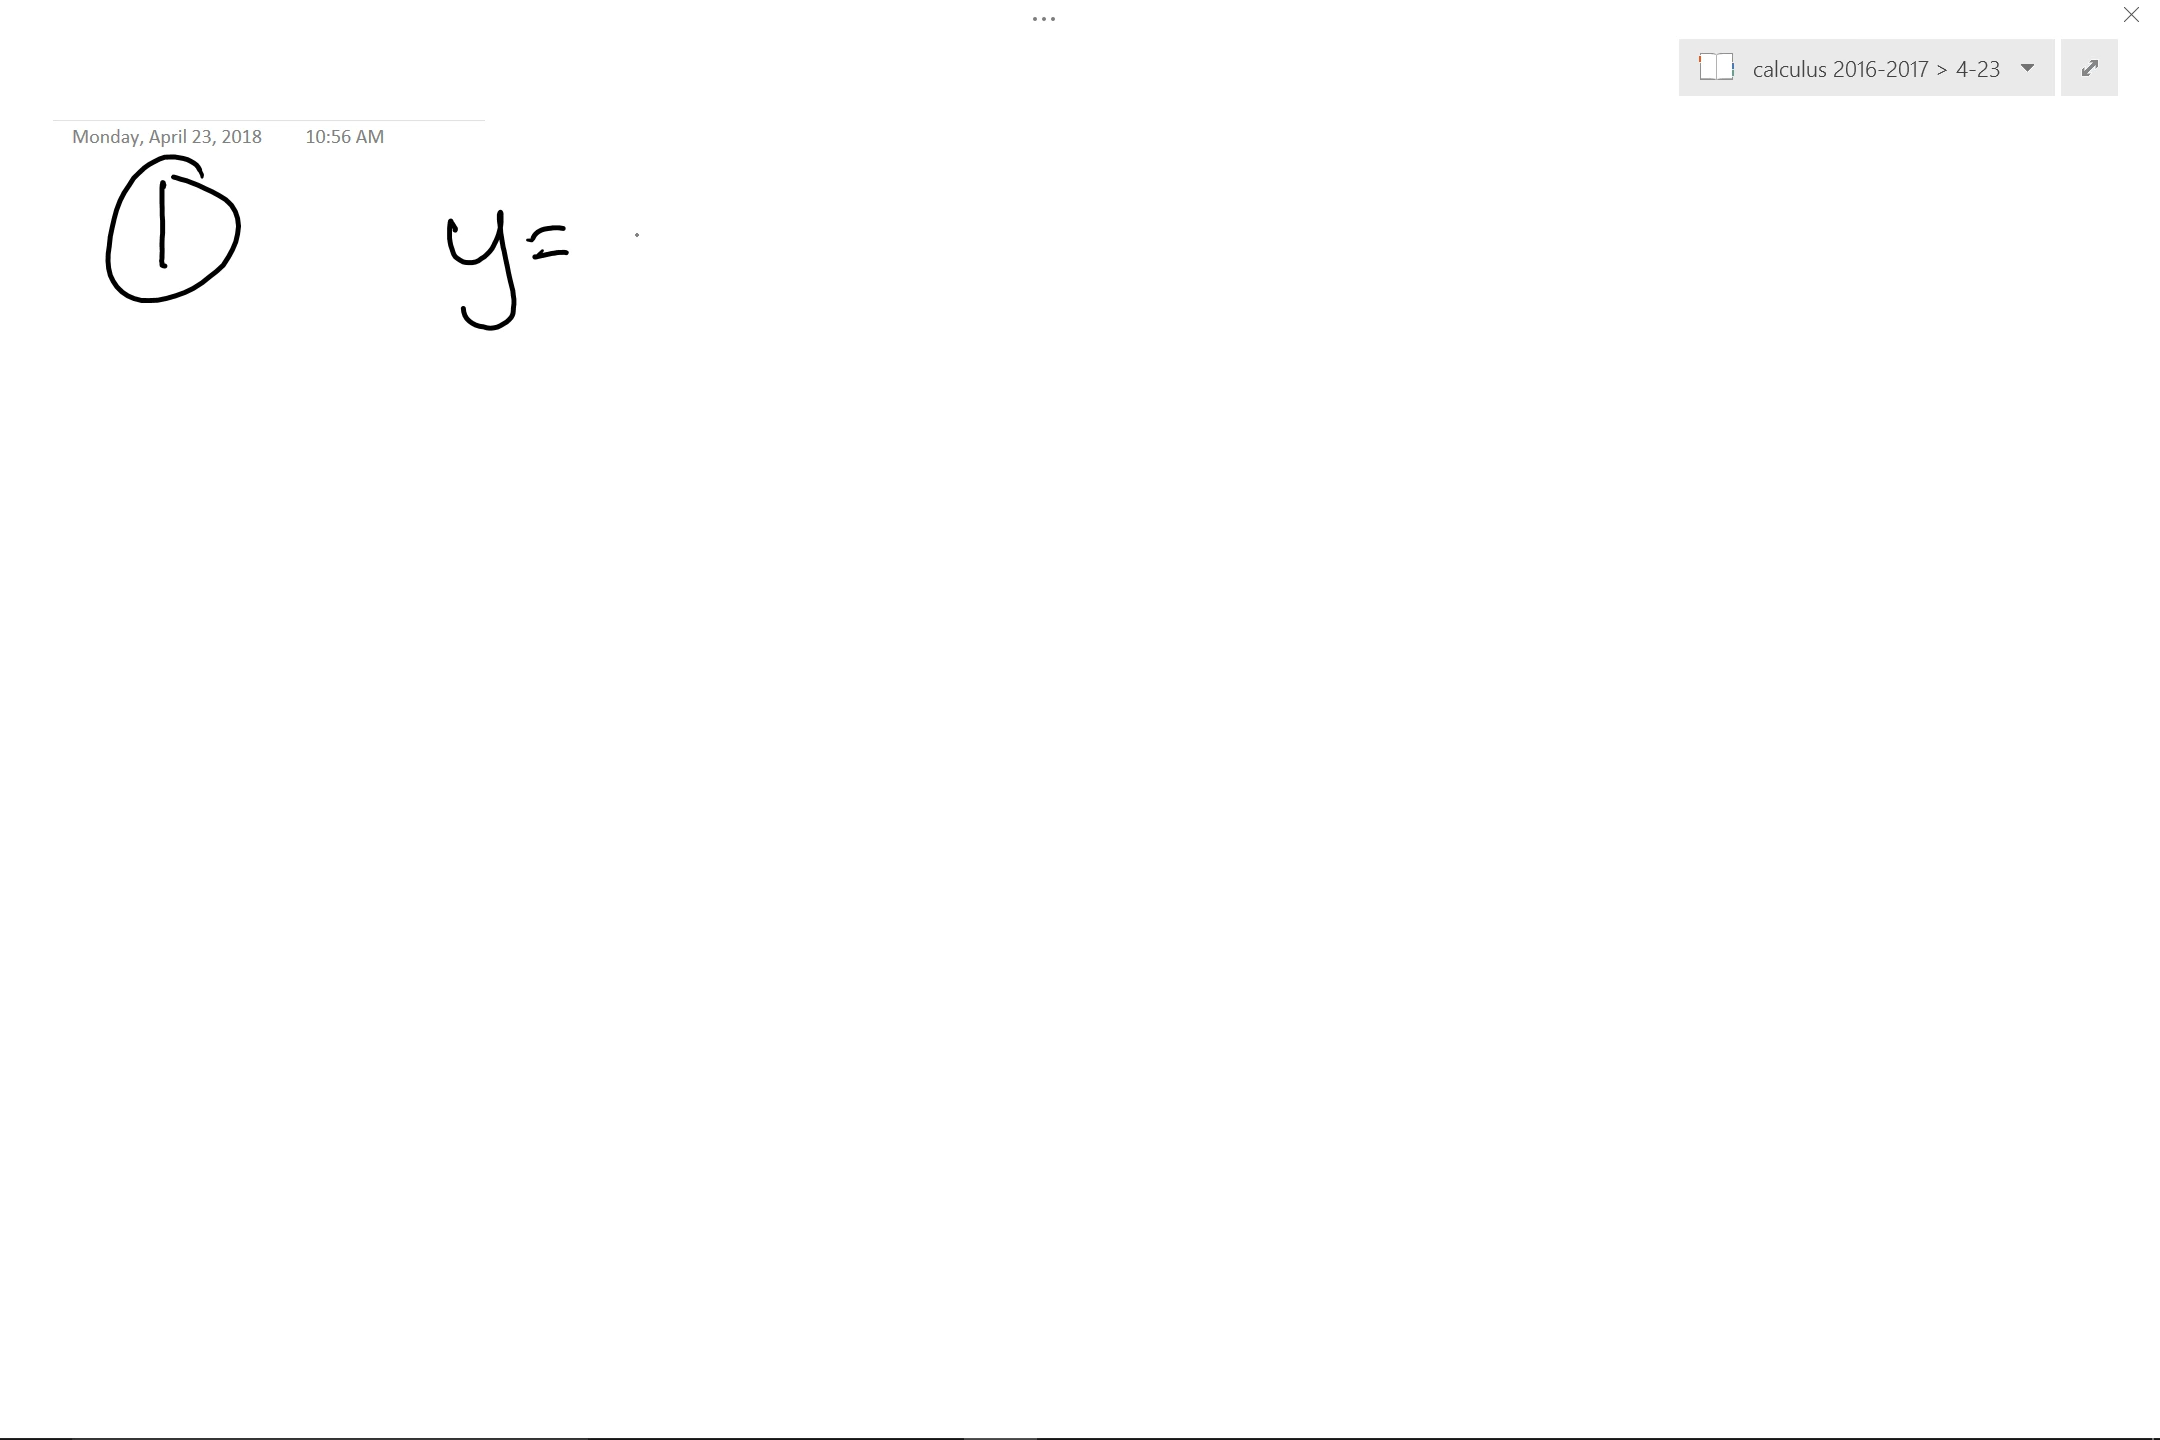 calculus 2016-2017 > 4-23
Monday, April 23, 2018 10:56 AM
① y=